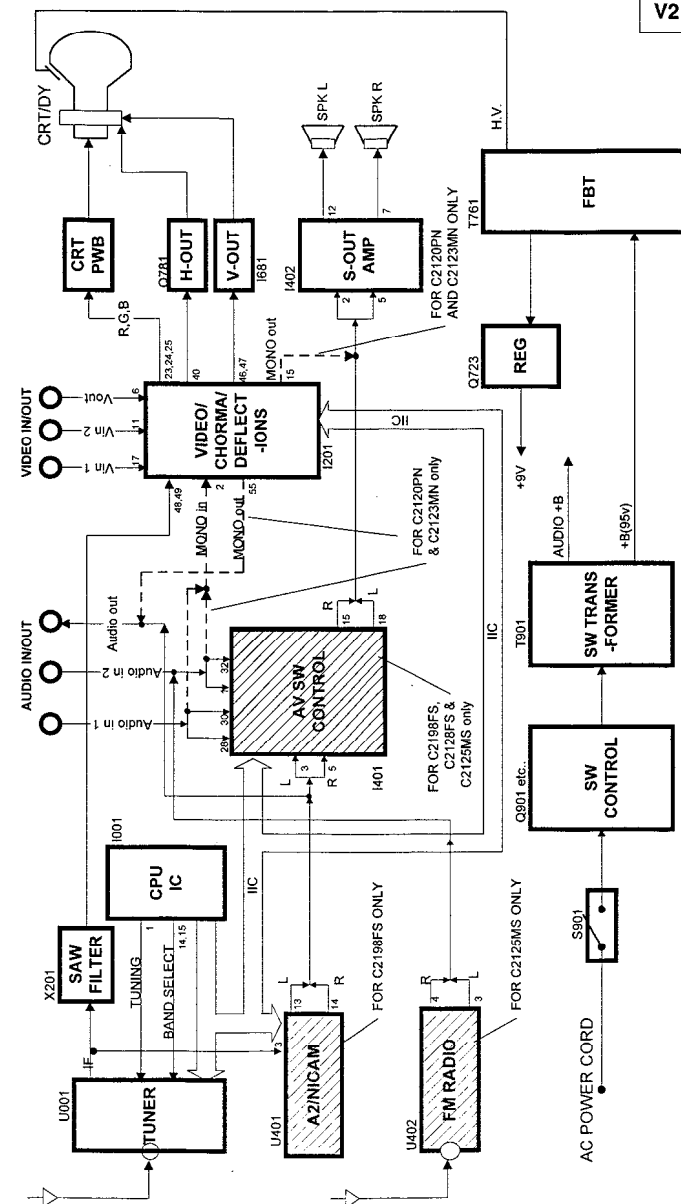 V2
CRT/DY
CRT
PWB
Q781
H-OUT
V-OUT
I681
R,G,B
23,24,25
40
46,47
MONO out
15
VIDEO IN/OUT
Vout
6
Vin 2
11
Vin 1
17
VIDEO/
CHORMA/
DEFLECT
-IONS
I201
48,49
2
55
MONO in
MONO out
SPK L
SPK R
12
7
S-OUT
AMP
I402
2
5
FOR C2120PN
AND C2123MN ONLY
H.V.
T761
FBT
Q723
REG
+9V
AUDIO IN/OUT
Audio out
Audio in 2
Audio in 1
FOR C2120PN
& C2123MN only
IIC
28
30
7
32
AV SW
CONTROL
I401
L
3
R
5
R
15
L
18
FOR C2198FS,
C2128FS &
C2125MS only
IIC
AUDIO +B
+B(95v)
T901
SW TRANS
-FORMER
Q901 etc..
SW
CONTROL
S901
AC POWER CORD
X201
SAW
FILTER
I001
CPU
IC
TUNING
1
BAND SELECT
14,15
IF
U001
TUNER
IIC
3
U401
A2/NICAM
13
L
14
R
FOR C2198FS ONLY
U402
FM RADIO
4
R
3
L
FOR C2125MS ONLY